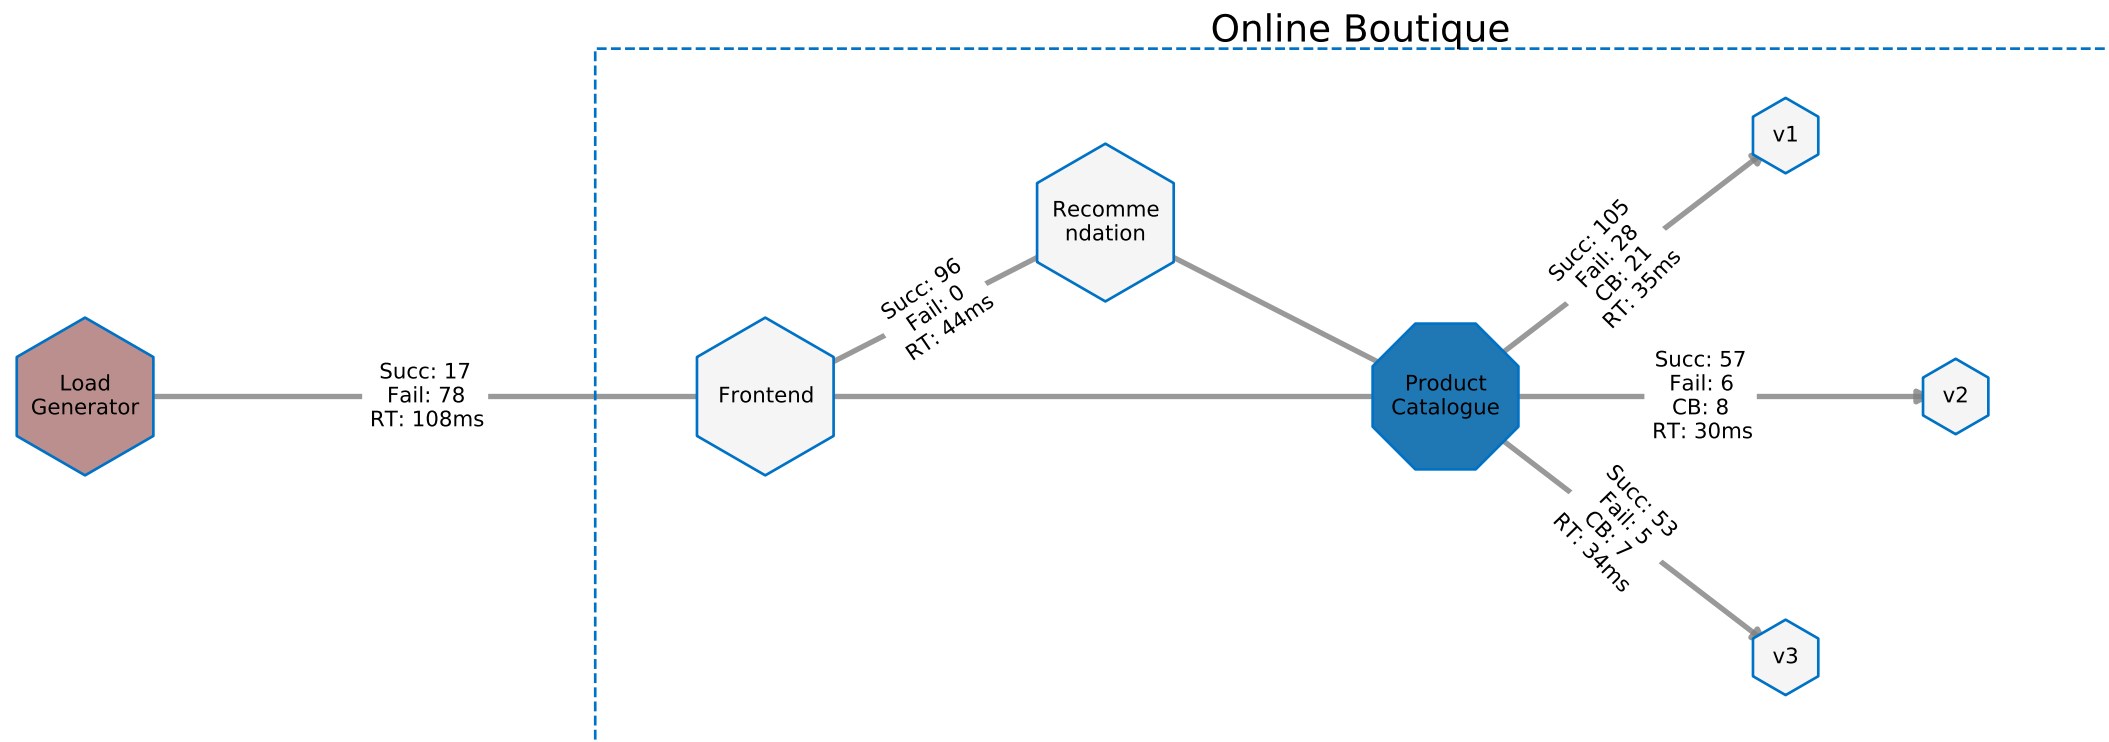 Online Boutique
v1
Recomme
ndation
Succ: 105
Fail: 28
CB: 21
RT: 35ms
Succ: 96
Fail: 0
RT: 44ms
Load
Generator
Succ: 17
Fail: 78
RT: 108ms
Frontend
Product
Catalogue
Succ: 57
Fail: 6
CB: 8
RT: 30ms
v2
Succ: 53
Fail: 5
CB: 7
RT: 34ms
v3